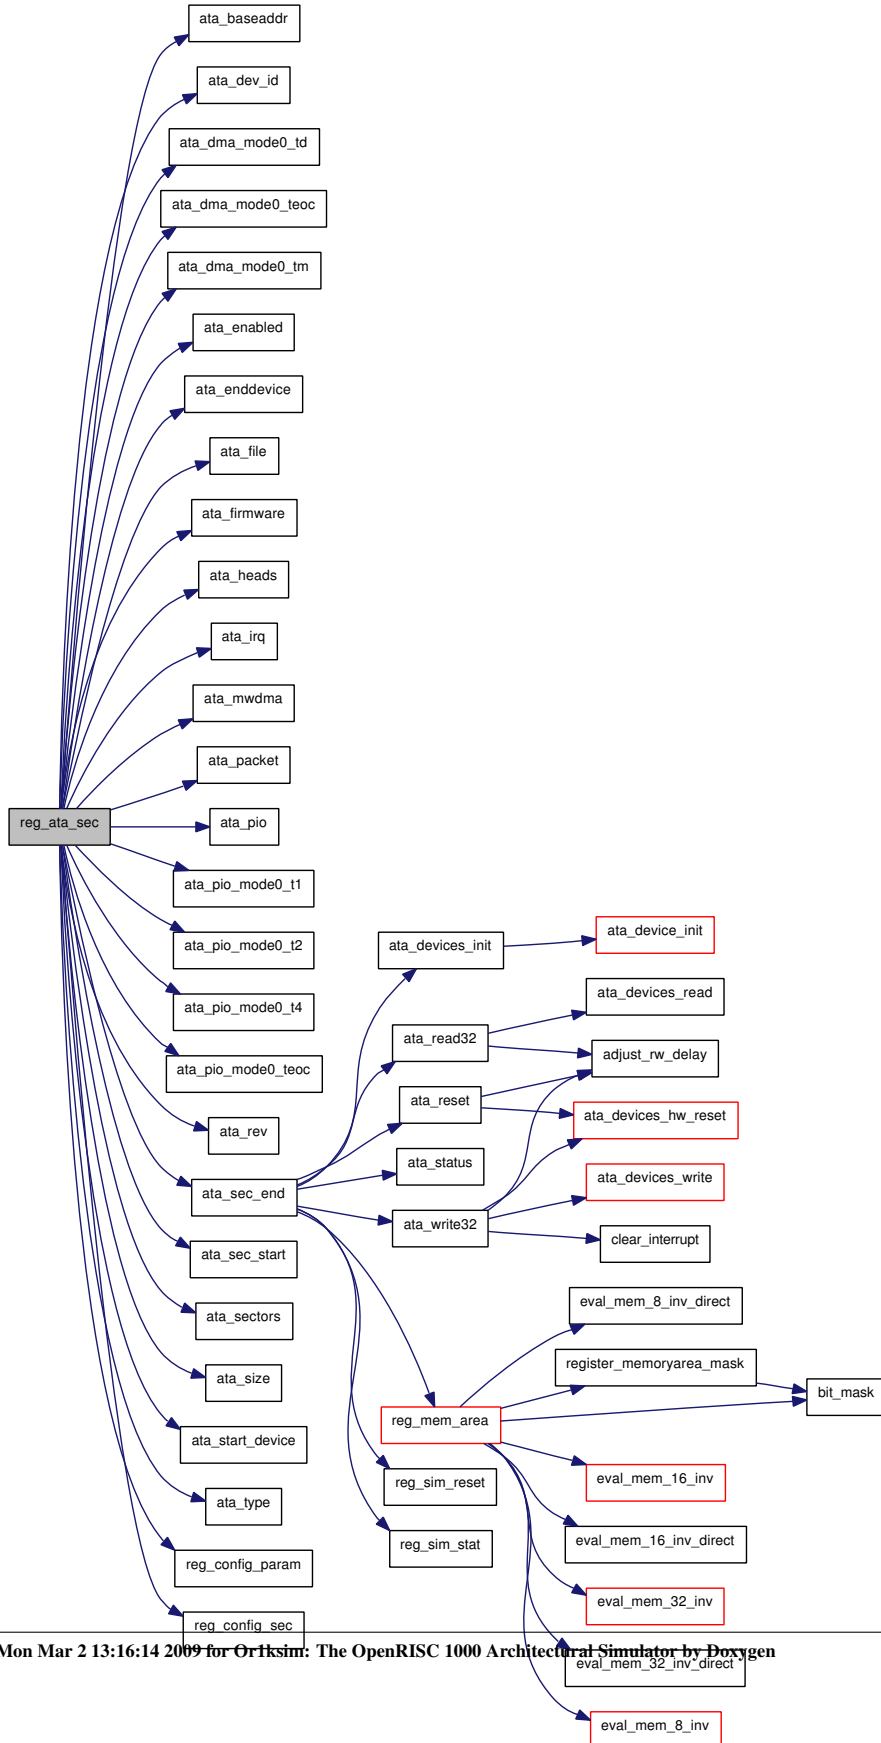 ata_baseaddr
ata_dev_id
ata_dma_mode0_td
ata_dma_mode0_teoc
ata_dma_mode0_tm
ata_enabled
ata_enddevice
ata_file
ata_firmware
ata_heads
ata_irq
ata_mwdma
ata_packet
reg_ata_sec
ata_pio
ata_pio_mode0_t1
ata_pio_mode0_t2
ata_pio_mode0_t4
ata_pio_mode0_teoc
ata_rev
ata_sec_end
ata_sec_start
ata_sectors
ata_size
ata_start_device
ata_type
reg_config_param
reg_config_sec
ata_devices_init
ata_read32
ata_reset
ata_status
ata_write32
reg_mem_area
reg_sim_reset
reg_sim_stat
ata_device_init
ata_devices_read
adjust_rw_delay
ata_devices_hw_reset
ata_devices_write
clear_interrupt
eval_mem_8_inv_direct
register_memoryarea_mask
bit_mask
eval_mem_16_inv
eval_mem_16_inv_direct
eval_mem_32_inv
eval_mem_32_inv_direct
eval_mem_8_inv
Mon Mar 2 13:16:14 2009 for Or1ksim: The OpenRISC 1000 Architectural Simulator by Doxygen